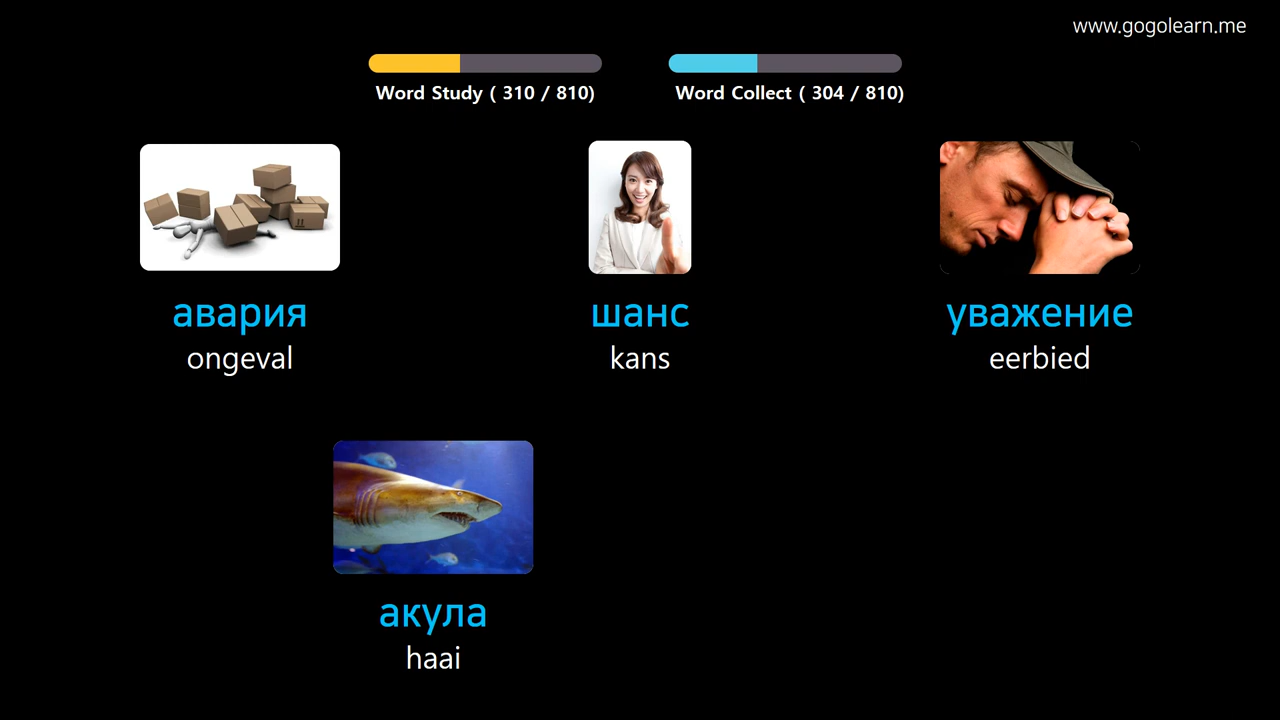 www.gogolearn.me
Word Study ( 310 / 810)
Word Collect ( 304 / 810)
авария
ongeval
шанс
kans
уважение
eerbied
акула
haai